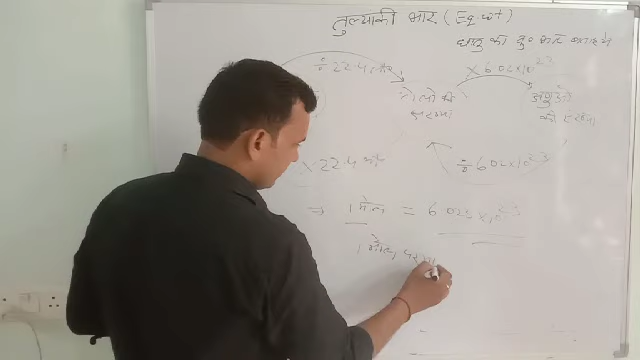 तुल्यांकी भार (Eq. wt)
धातु का तु० भार
÷ 22.4 × 6.02×10²³
मोलो की संख्या
अणुओं की संख्या
× 22.4 ÷ 6.02×10²³
→ 1 मोल = 6.022 ×10²³
1 मोल